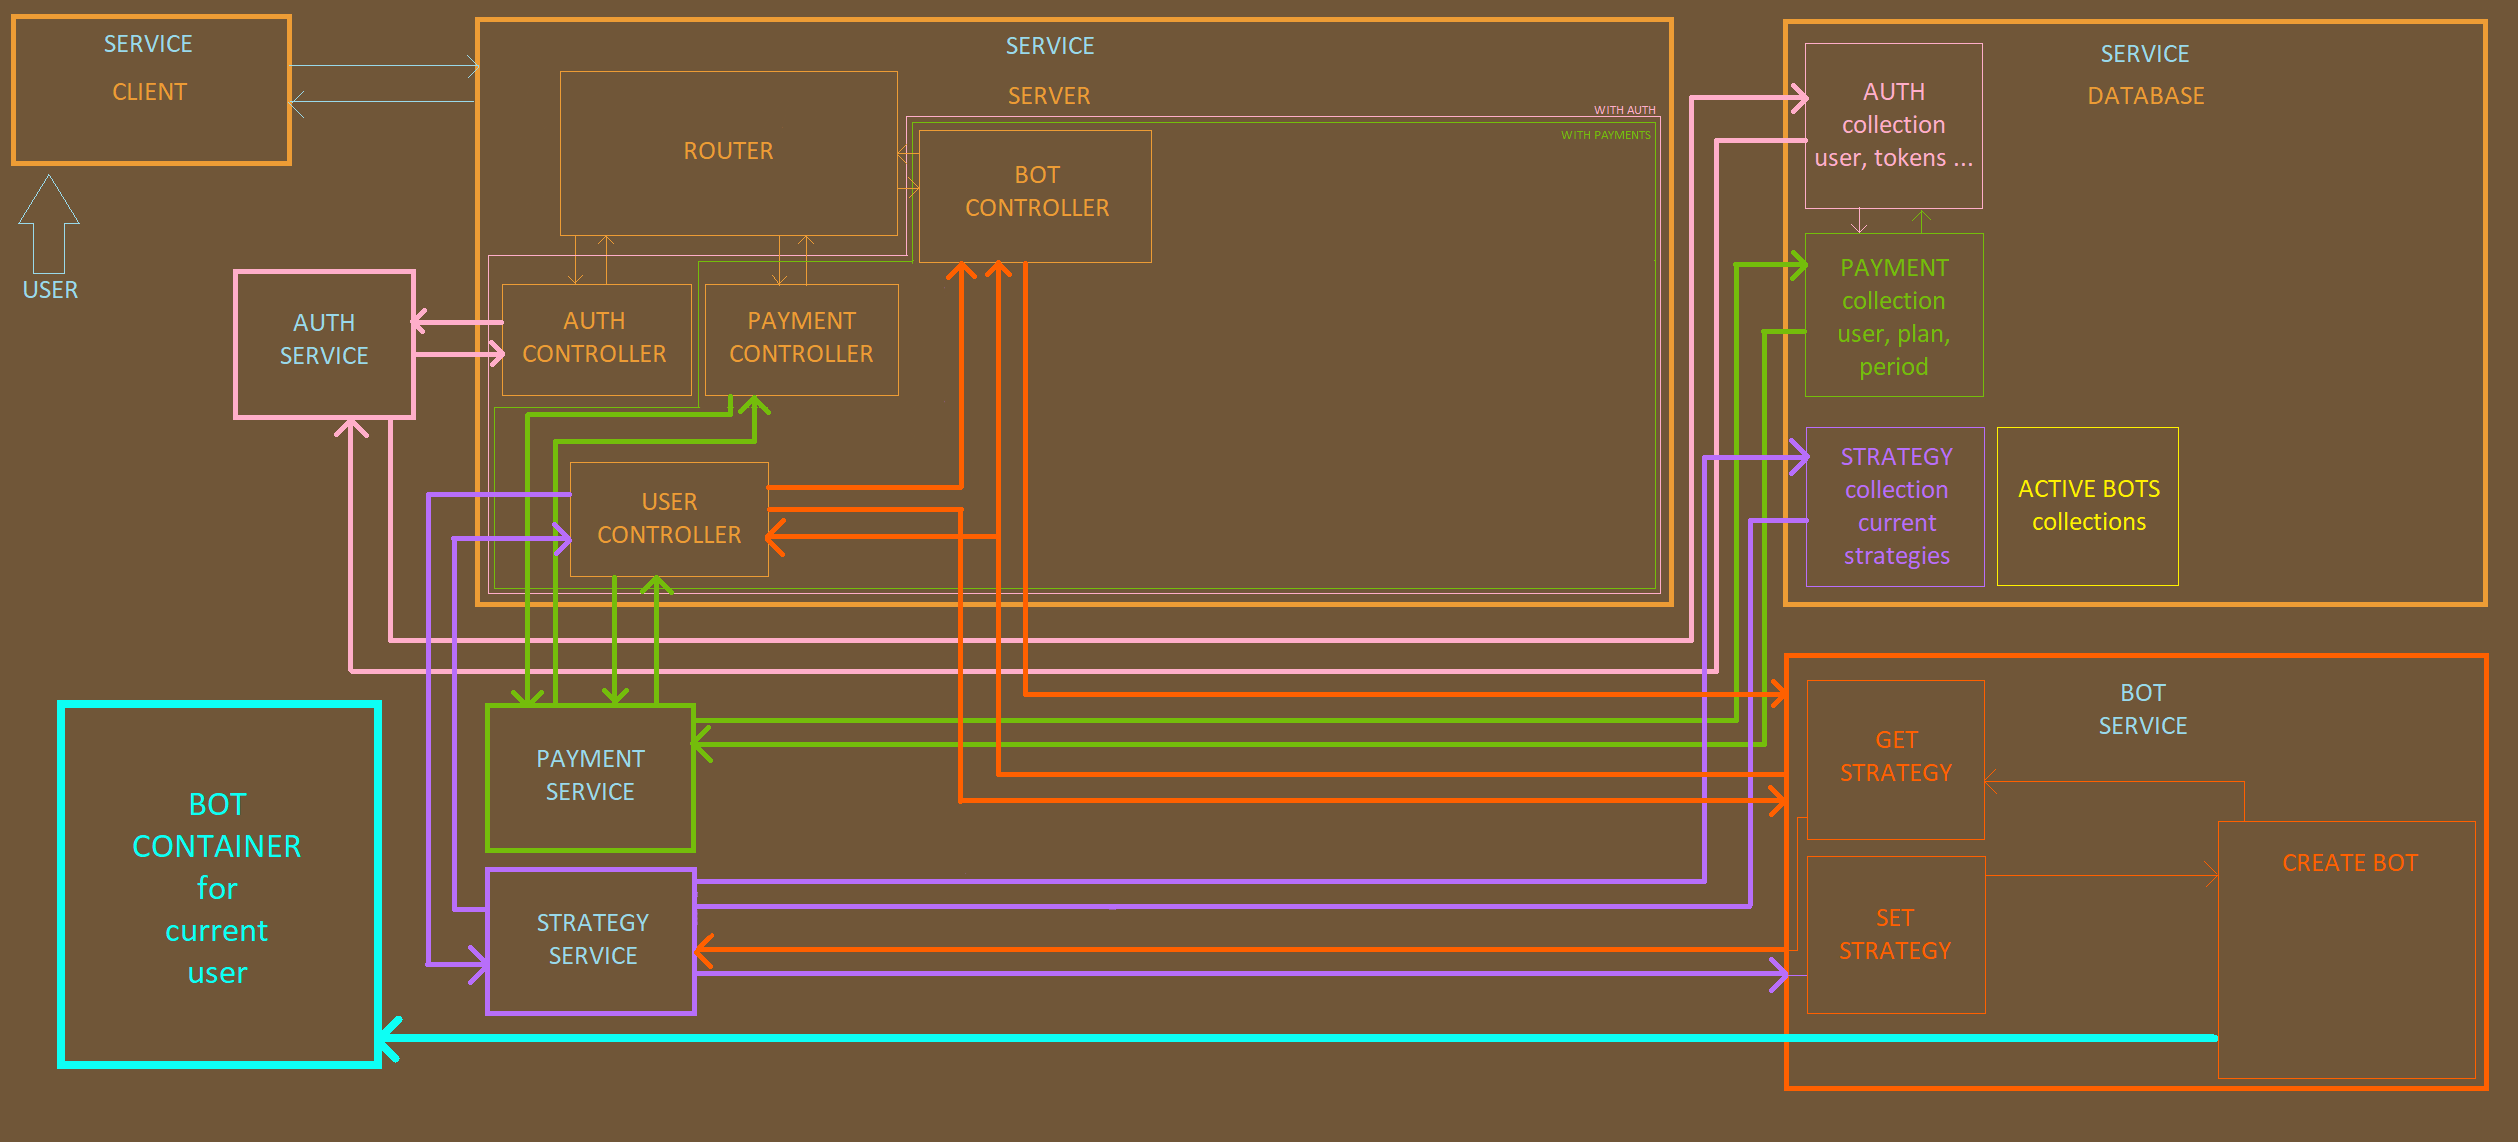 SERVICE
CLIENT
USER
SERVICE
SERVER
ROUTER
WITH AUTH
WITH PAYMENTS
BOT
CONTROLLER
AUTH
CONTROLLER
PAYMENT
CONTROLLER
USER
CONTROLLER
AUTH
SERVICE
SERVICE
DATABASE
AUTH
collection
user, tokens ...
PAYMENT
collection
user, plan,
period
STRATEGY
collection
current
strategies
ACTIVE BOTS
collections
BOT
CONTAINER
for
current
user
PAYMENT
SERVICE
STRATEGY
SERVICE
BOT
SERVICE
GET
STRATEGY
SET
STRATEGY
CREATE BOT